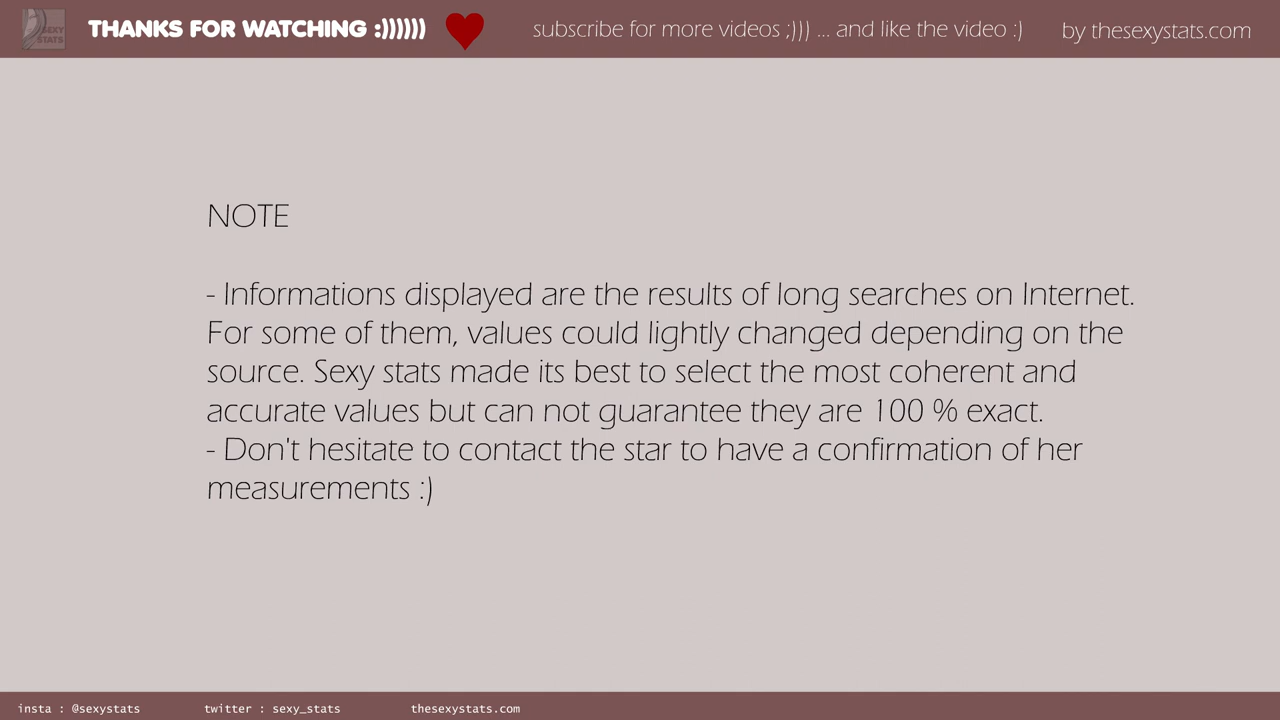 SEXY
STATS
THANKS FOR WATCHING :))))))
subscribe for more videos ;))) ... and like the video :)
by thesexystats.com
NOTE
- Informations displayed are the results of long searches on Internet.
For some of them, values could lightly changed depending on the
source. Sexy stats made its best to select the most coherent and
accurate values but can not guarantee they are 100 % exact.
- Don't hesitate to contact the star to have a confirmation of her
measurements :)
insta : @sexystats
twitter : sexy_stats
thesexystats.com